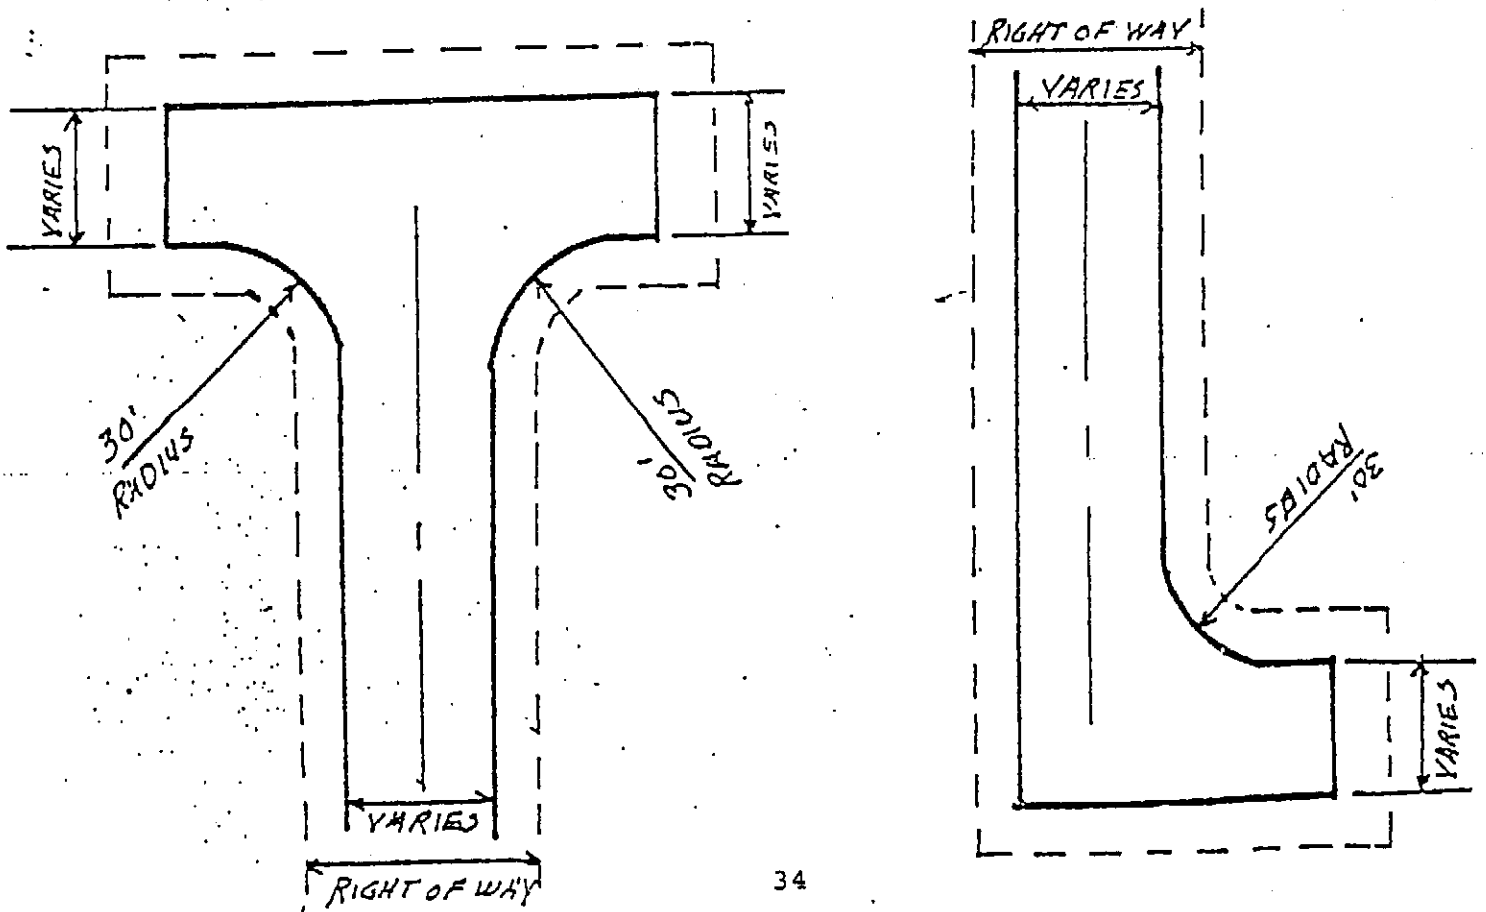 VARIES
VARIES
30'
RADIUS
30'
RADIUS
VARIES
RIGHT OF WAY
RIGHT OF WAY
VARIES
30'
RADIUS
VARIES
34